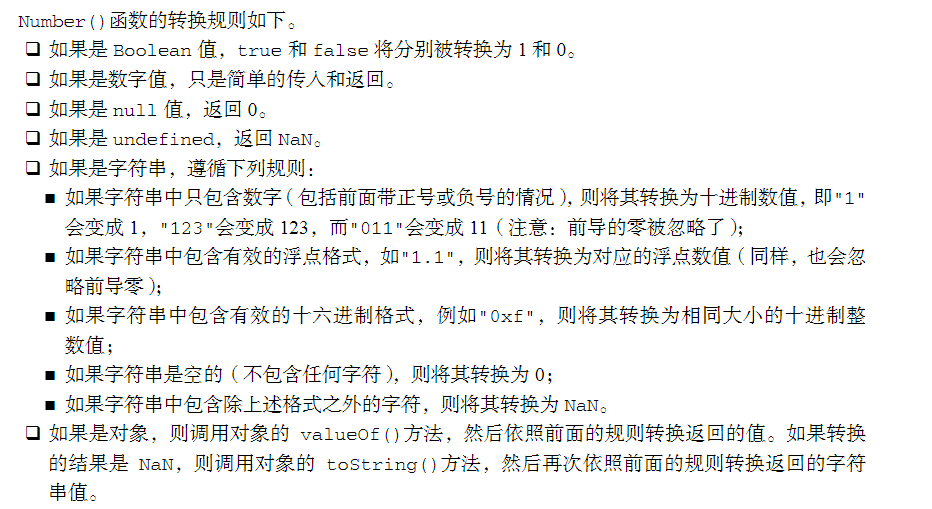 Number()函数的转换规则如下。
❑ 如果是 Boolean 值，true 和 false 将分别被转换为 1 和 0。
❑ 如果是数字值，只是简单的传入和返回。
❑ 如果是 null 值，返回 0。
❑ 如果是 undefined，返回 NaN。
❑ 如果是字符串，遵循下列规则：
■ 如果字符串中只包含数字（包括前面带正号或负号的情况），则将其转换为十进制数值，即"1"
会变成 1，"123"会变成 123，而"011"会变成 11（注意：前导的零被忽略了）；
■ 如果字符串中包含有效的浮点格式，如"1.1"，则将其转换为对应的浮点数值（同样，也会忽
略前导零）；
■ 如果字符串中包含有效的十六进制格式，例如"0xf"，则将其转换为相同大小的十进制整
数值；
■ 如果字符串是空的（不包含任何字符），则将其转换为 0；
■ 如果字符串中包含除上述格式之外的字符，则将其转换为 NaN。
❑ 如果是对象，则调用对象的 valueOf()方法，然后依照前面的规则转换返回的值。如果转换
的结果是 NaN，则调用对象的 toString()方法，然后再次依照前面的规则转换返回的字符
串值。